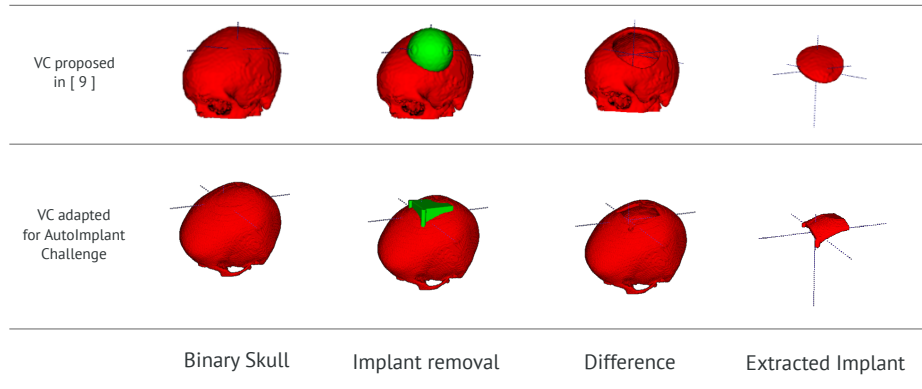 VC proposed
in [ 9 ]
VC adapted
for AutoImplant
Challenge
Binary Skull
Implant removal
Difference
Extracted Implant